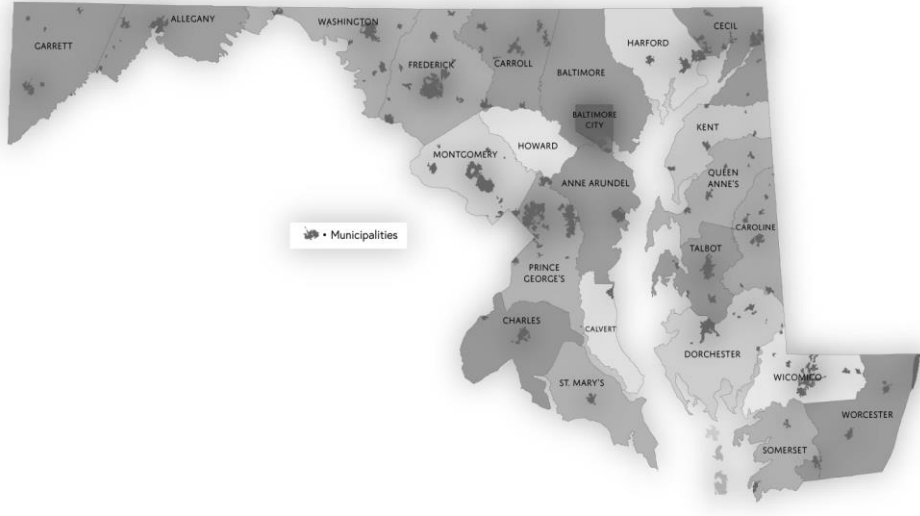 ALLEGANY
WASHINGTON
CECIL
GARRETT
HARFORD
FREDERICK
CARROLL
BALTIMORE
BALTIMORE
CITY
KENT
HOWARD
MONTGOMERY
QUEEN
ANNE'S
ANNE ARUNDEL
CAROLINE
• Municipalities
TALBOT
PRINCE
GEORGE'S
CHARLES
CALVERT
DORCHESTER
WICOMICO
ST. MARY'S
WORCESTER
SOMERSET